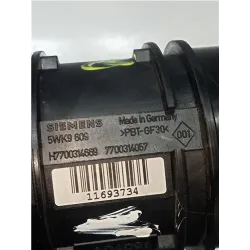 SIEMENS
Made in Germany
5WK9 609
>PBT-GF30<
001
H7700314669 7700314057
11693734